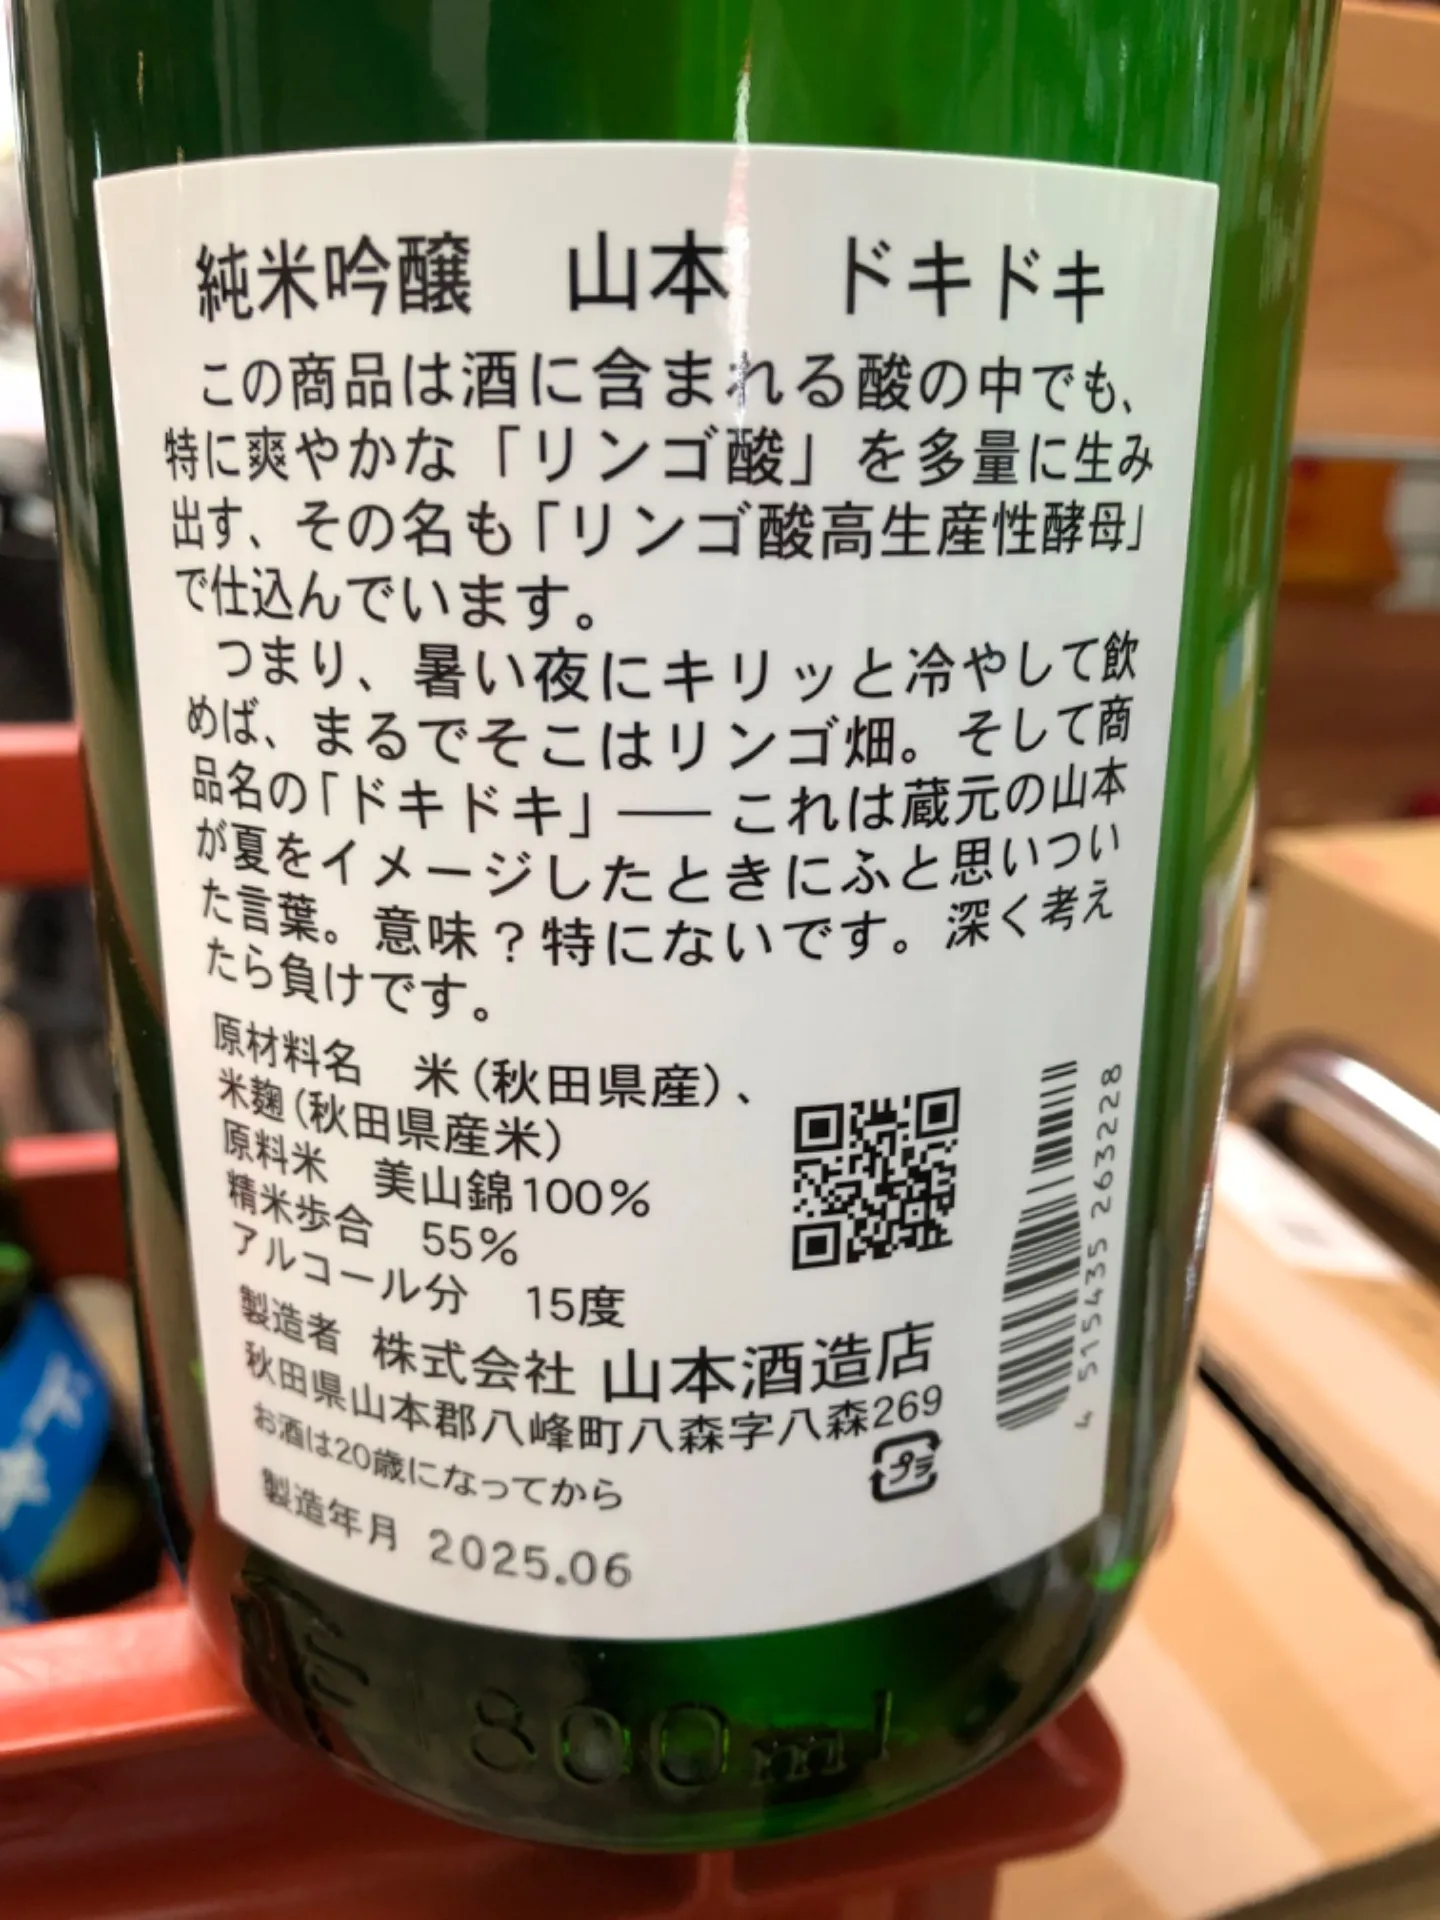 純米吟醸　山本　ドキドキ
この商品は酒に含まれる酸の中でも、
特に爽やかな「リンゴ酸」を多量に生み
出す、その名も「リンゴ酸高生産性酵母」
で仕込んでいます。
つまり、暑い夜にキリッと冷やして飲
めば、まるでそこはリンゴ畑。そして商
品名の「ドキドキ」――これは蔵元の山本
が夏をイメージしたときにふと思いつい
た言葉。意味？特にないです。深く考え
たら負けです。
原材料名　米（秋田県産）、
米麹（秋田県産米）
原料米　美山錦100％
精米歩合　55％
アルコール分　15度
製造者　株式会社 山本酒造店
秋田県山本郡八峰町八森字八森269
お酒は20歳になってから
製造年月　2025.06
プラ
4 515435 263228
800ml